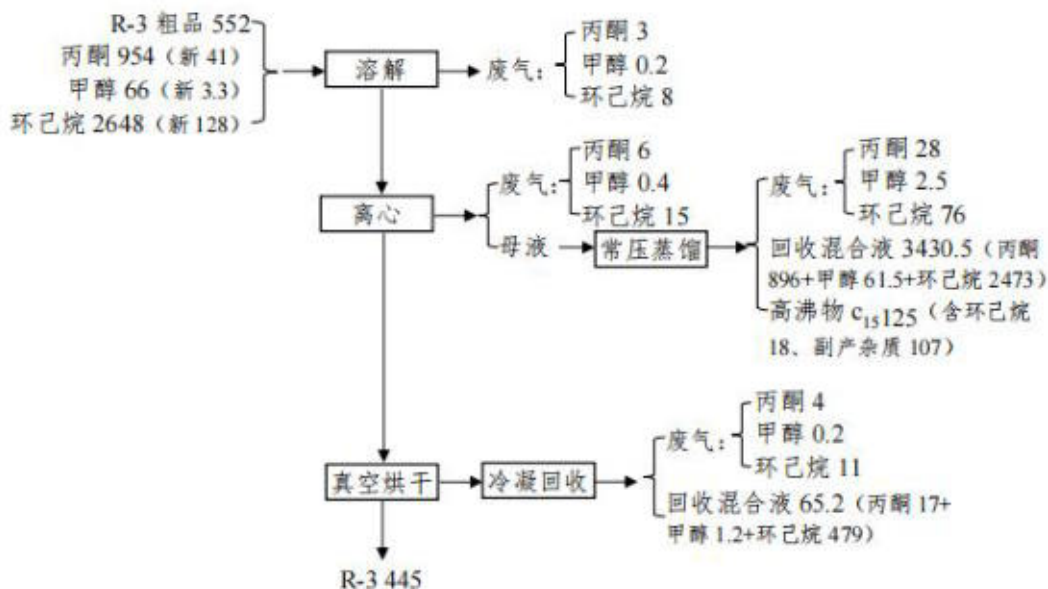 R-3 粗品 552
丙酮 954（新 41）
甲醇 66（新 3.3）
环己烷 2648（新 128）
溶解
废气：
丙酮 3
甲醇 0.2
环己烷 8
离心
废气：
丙酮 6
甲醇 0.4
环己烷 15
母液
常压蒸馏
废气：
丙酮 28
甲醇 2.5
环己烷 76
回收混合液 3430.5（丙酮
896+甲醇 61.5+环己烷 2473）
高沸物 c15125（含环己烷
18、副产杂质 107）
真空烘干
冷凝回收
废气：
丙酮 4
甲醇 0.2
环己烷 11
回收混合液 65.2（丙酮 17+
甲醇 1.2+环己烷 479）
R-3 445